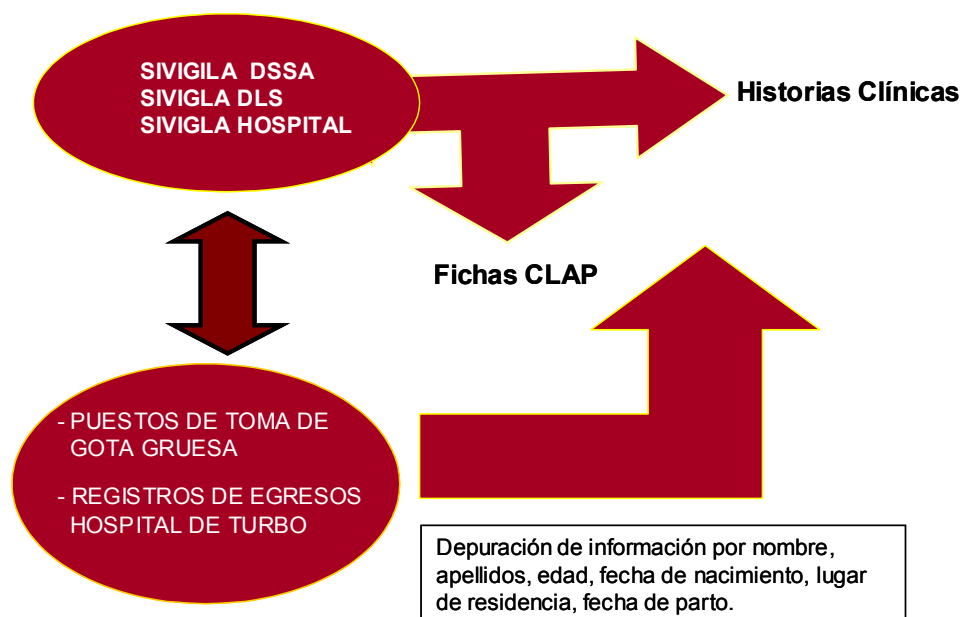 SIVIGILA DSSA
SIVIGLA DLS
SIVIGLA HOSPITAL
Historias Clínicas
Fichas CLAP
- PUESTOS DE TOMA DE
GOTA GRUESA
- REGISTROS DE EGRESOS
HOSPITAL DE TURBO
Depuración de información por nombre,
apellidos, edad, fecha de nacimiento, lugar
de residencia, fecha de parto.